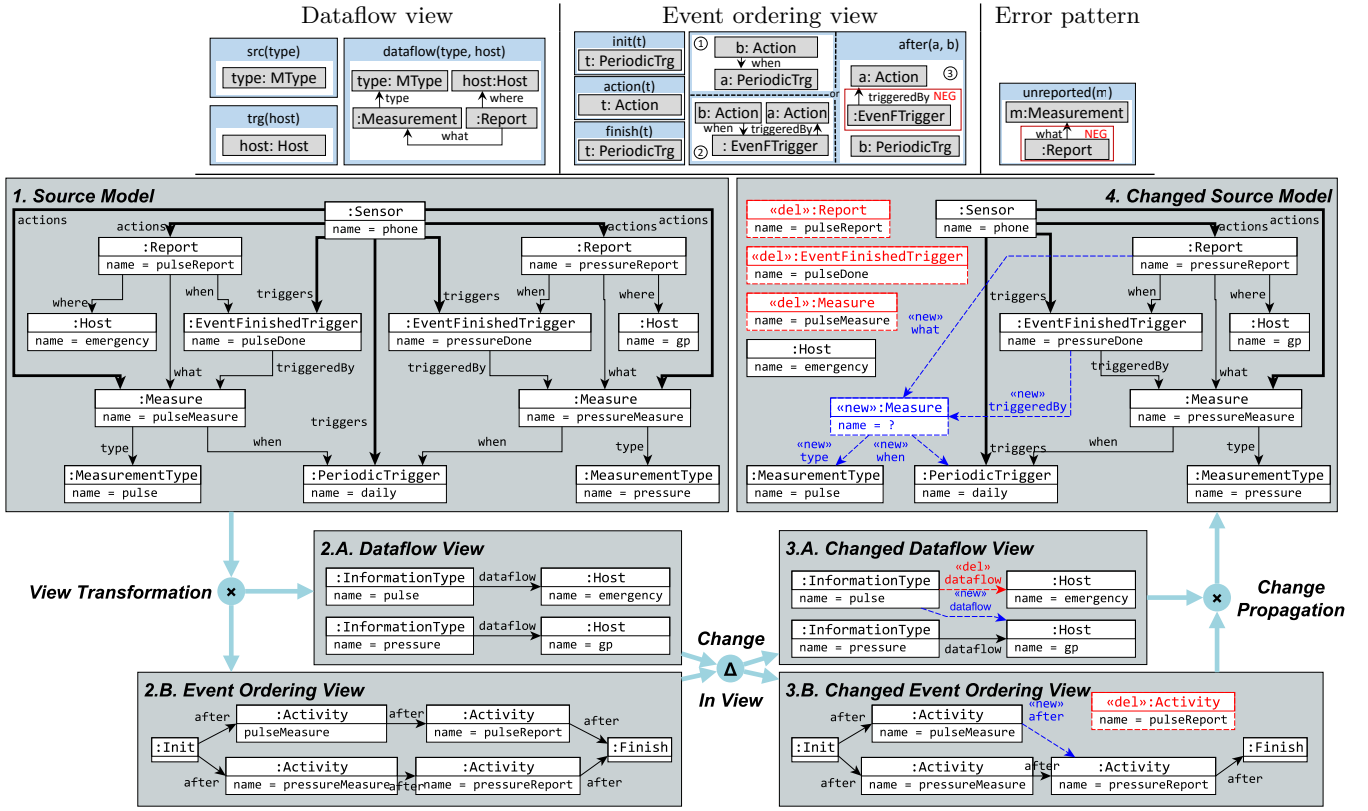 Dataflow view
Event ordering view
Error pattern
src(type)
type: MType
trg(host)
host: Host
dataflow(type, host)
type: MType
host:Host
type
where
:Measurement
:Report
what
init(t)
t: PeriodicTrg
action(t)
t: Action
finish(t)
t: PeriodicTrg
①
b: Action
when
a: PeriodicTrg
or
b: Action
a: Action
when
triggeredBy
②
: EvenFTrigger
after(a, b)
③
a: Action
triggeredBy
NEG
:EvenFTrigger
b: PeriodicTrg
unreported(m)
m:Measurement
what
NEG
:Report
1. Source Model
actions
:Sensor
name = phone
actions
actions
actions
:Report
name = pulseReport
:Report
name = pressureReport
where
when
triggers
triggers
when
where
:Host
name = emergency
:EventFinishedTrigger
name = pulseDone
:EventFinishedTrigger
name = pressureDone
:Host
name = gp
what
triggeredBy
triggeredBy
what
:Measure
name = pulseMeasure
:Measure
name = pressureMeasure
triggers
type
when
when
type
:MeasurementType
name = pulse
:PeriodicTrigger
name = daily
:MeasurementType
name = pressure
4. Changed Source Model
«del»:Report
name = pulseReport
:Sensor
name = phone
actions
actions
:Report
name = pressureReport
«del»:EventFinishedTrigger
name = pulseDone
«del»:Measure
name = pulseMeasure
triggers
when
where
«new»
what
:EventFinishedTrigger
name = pressureDone
:Host
name = gp
:Host
name = emergency
triggeredBy
what
«new»:Measure
name = ?
«new»
triggeredBy
:Measure
name = pressureMeasure
«new»
type
«new»
when
triggers
when
type
:MeasurementType
name = pulse
:PeriodicTrigger
name = daily
:MeasurementType
name = pressure
View Transformation
×
2.A. Dataflow View
:InformationType
name = pulse
dataflow
:Host
name = emergency
:InformationType
name = pressure
dataflow
:Host
name = gp
Change
Δ
In View
3.A. Changed Dataflow View
:InformationType
name = pulse
«del»
dataflow
«new»
dataflow
:Host
name = emergency
:InformationType
name = pressure
dataflow
:Host
name = gp
×
Change
Propagation
2.B. Event Ordering View
after
:Activity
pulseMeasure
after
:Activity
name = pulseReport
after
:Init
:Finish
after
:Activity
name = pressureMeasure
after
:Activity
name = pressureReport
after
3.B. Changed Event Ordering View
after
:Activity
name = pulseMeasure
«new»
after
«del»:Activity
name = pulseReport
:Init
:Finish
after
:Activity
name = pressureMeasure
after
:Activity
name = pressureReport
after